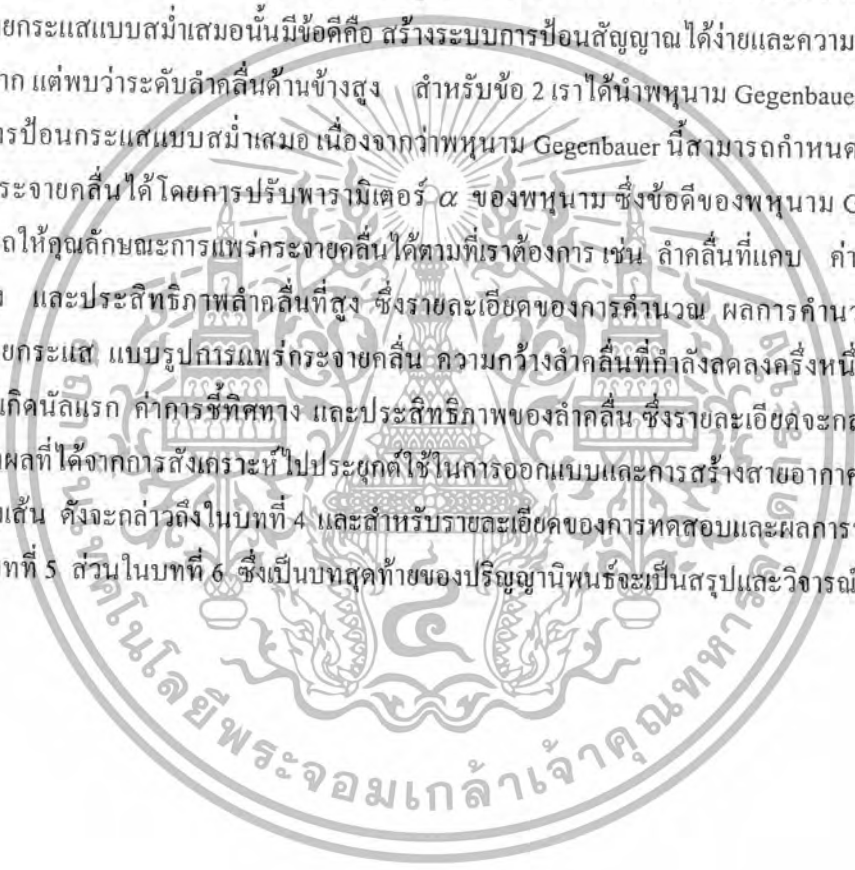 ยกระแสแบบสม่ำเสมอนั้นมีข้อดีคือ สร้างระบบการป้อนสัญญาณได้ง่ายและความ
าก แต่พบว่าระดับลำคลื่นด้านข้างสูง สำหรับข้อ 2 เราได้นำพหุนาม Gegenbaue
ารป้อนกระแสแบบสม่ำเสมอ เนื่องจากว่าพหุนาม Gegenbauer นี้สามารถกำหนดค
ระจายคลื่นได้โดยการปรับพารามิเตอร์ α ของพหุนาม ซึ่งข้อดีของพหุนาม G
ถให้คุณลักษณะการแพร่กระจายคลื่นได้ตามที่เราต้องการ เช่น ลำคลื่นที่แคบ ค่า
และประสิทธิภาพลำคลื่นที่สูง ซึ่งรายละเอียดของการคำนวณ ผลการคำนว
ยกระแส แบบรูปการแพร่กระจายคลื่น ความกว้างลำคลื่นที่กำลังลดลงครึ่งหนึ่
เกิดนัลแรก ค่าการชี้ทิศทาง และประสิทธิภาพของลำคลื่น ซึ่งรายละเอียดจะกล
ผลที่ได้จากการสังเคราะห์ไปประยุกต์ใช้ในการออกแบบและการสร้างสายอากาศ
เส้น ดังจะกล่าวถึงในบทที่ 4 และสำหรับรายละเอียดของการทดสอบและผลการ
ทที่ 5 ส่วนในบทที่ 6 ซึ่งเป็นบทสุดท้ายของปริญญานิพนธ์จะเป็นสรุปและวิจารณ์
เทคโนโลยีพระจอมเกล้าเจ้าคุณทหาร